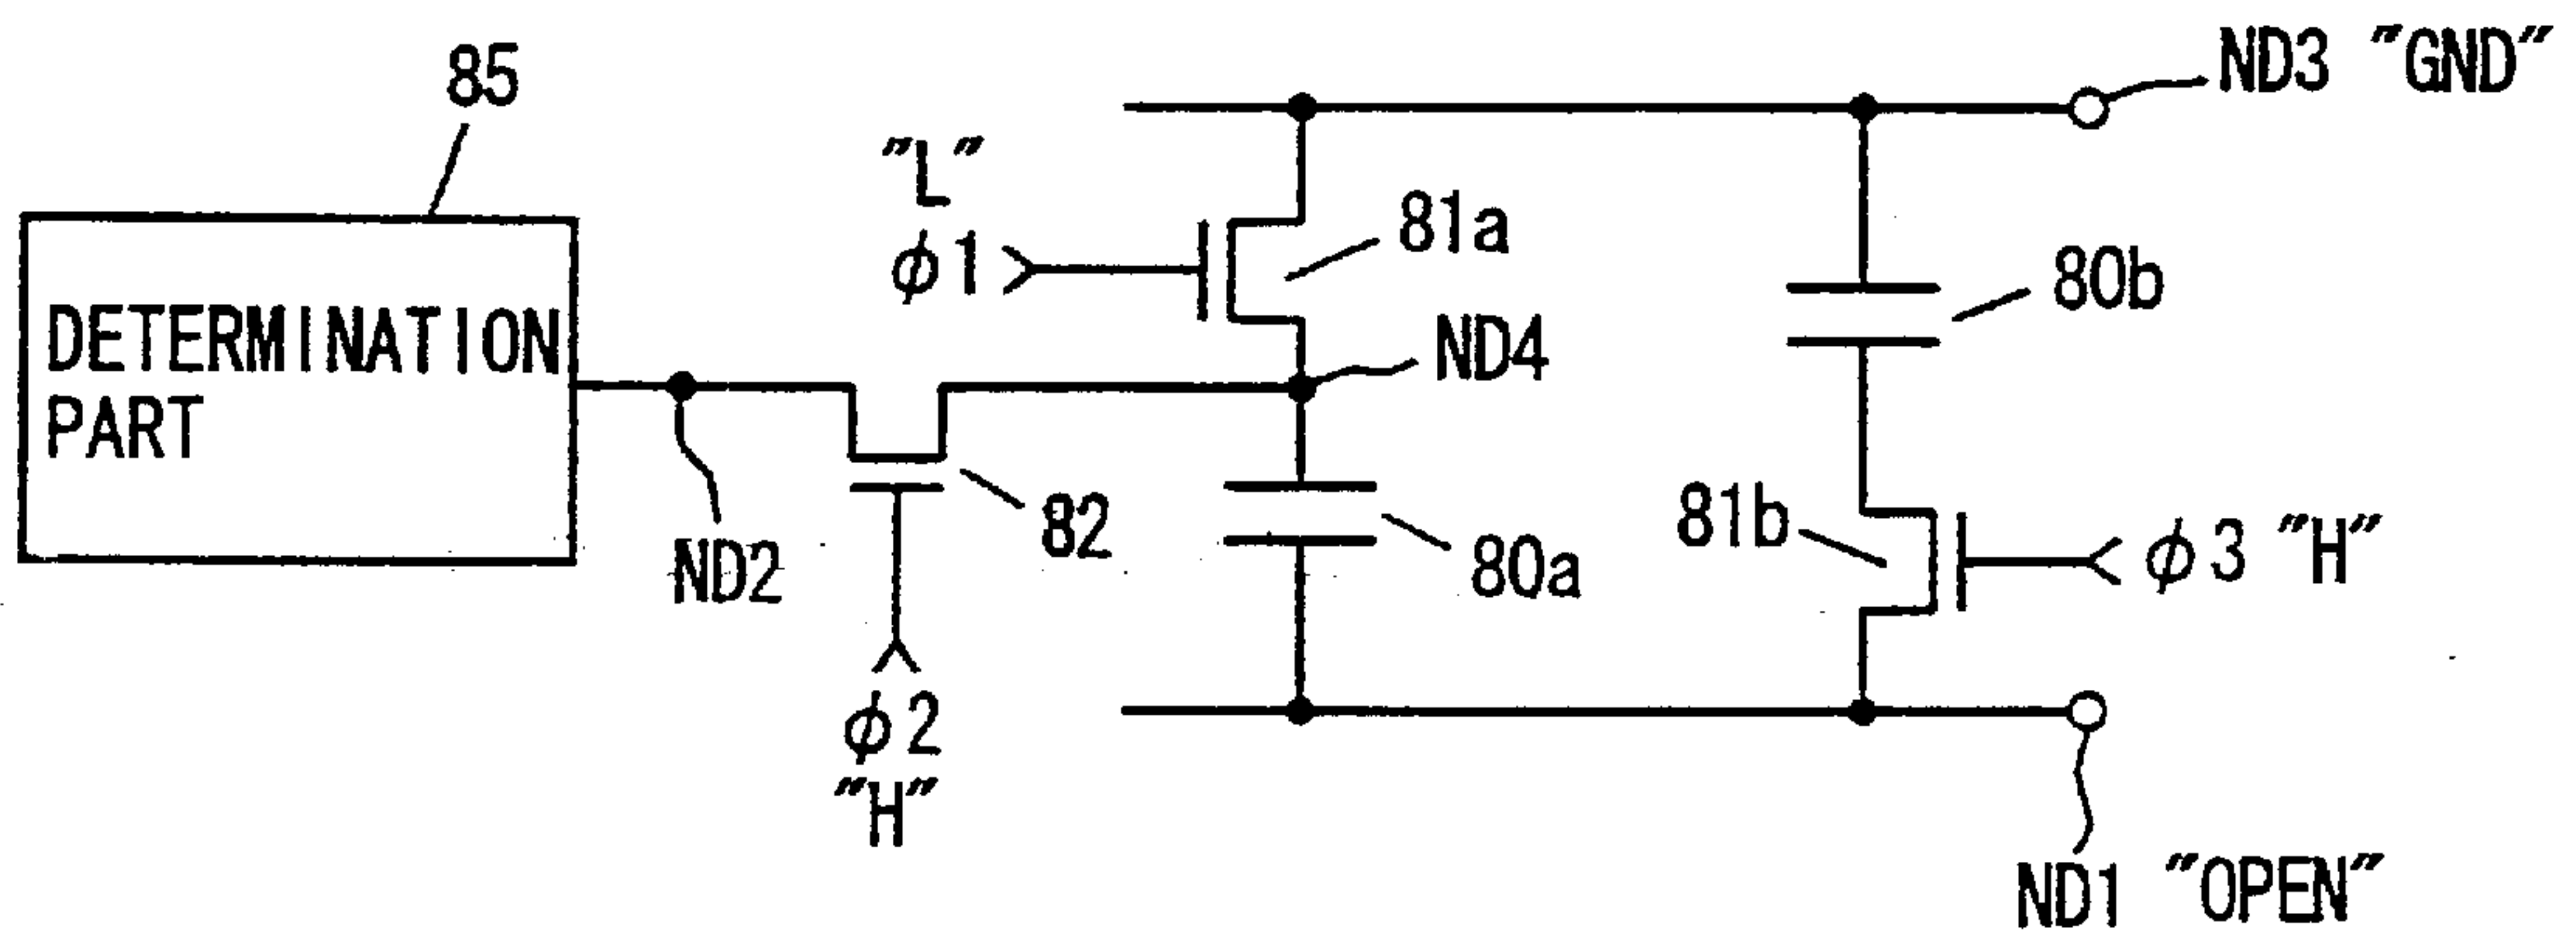 85
ND3 "GND"
"L"
φ1
81a
80b
DETERMINATION
PART
ND4
ND2
82
80a
81b
φ3 "H"
φ2
"H"
ND1 "OPEN"